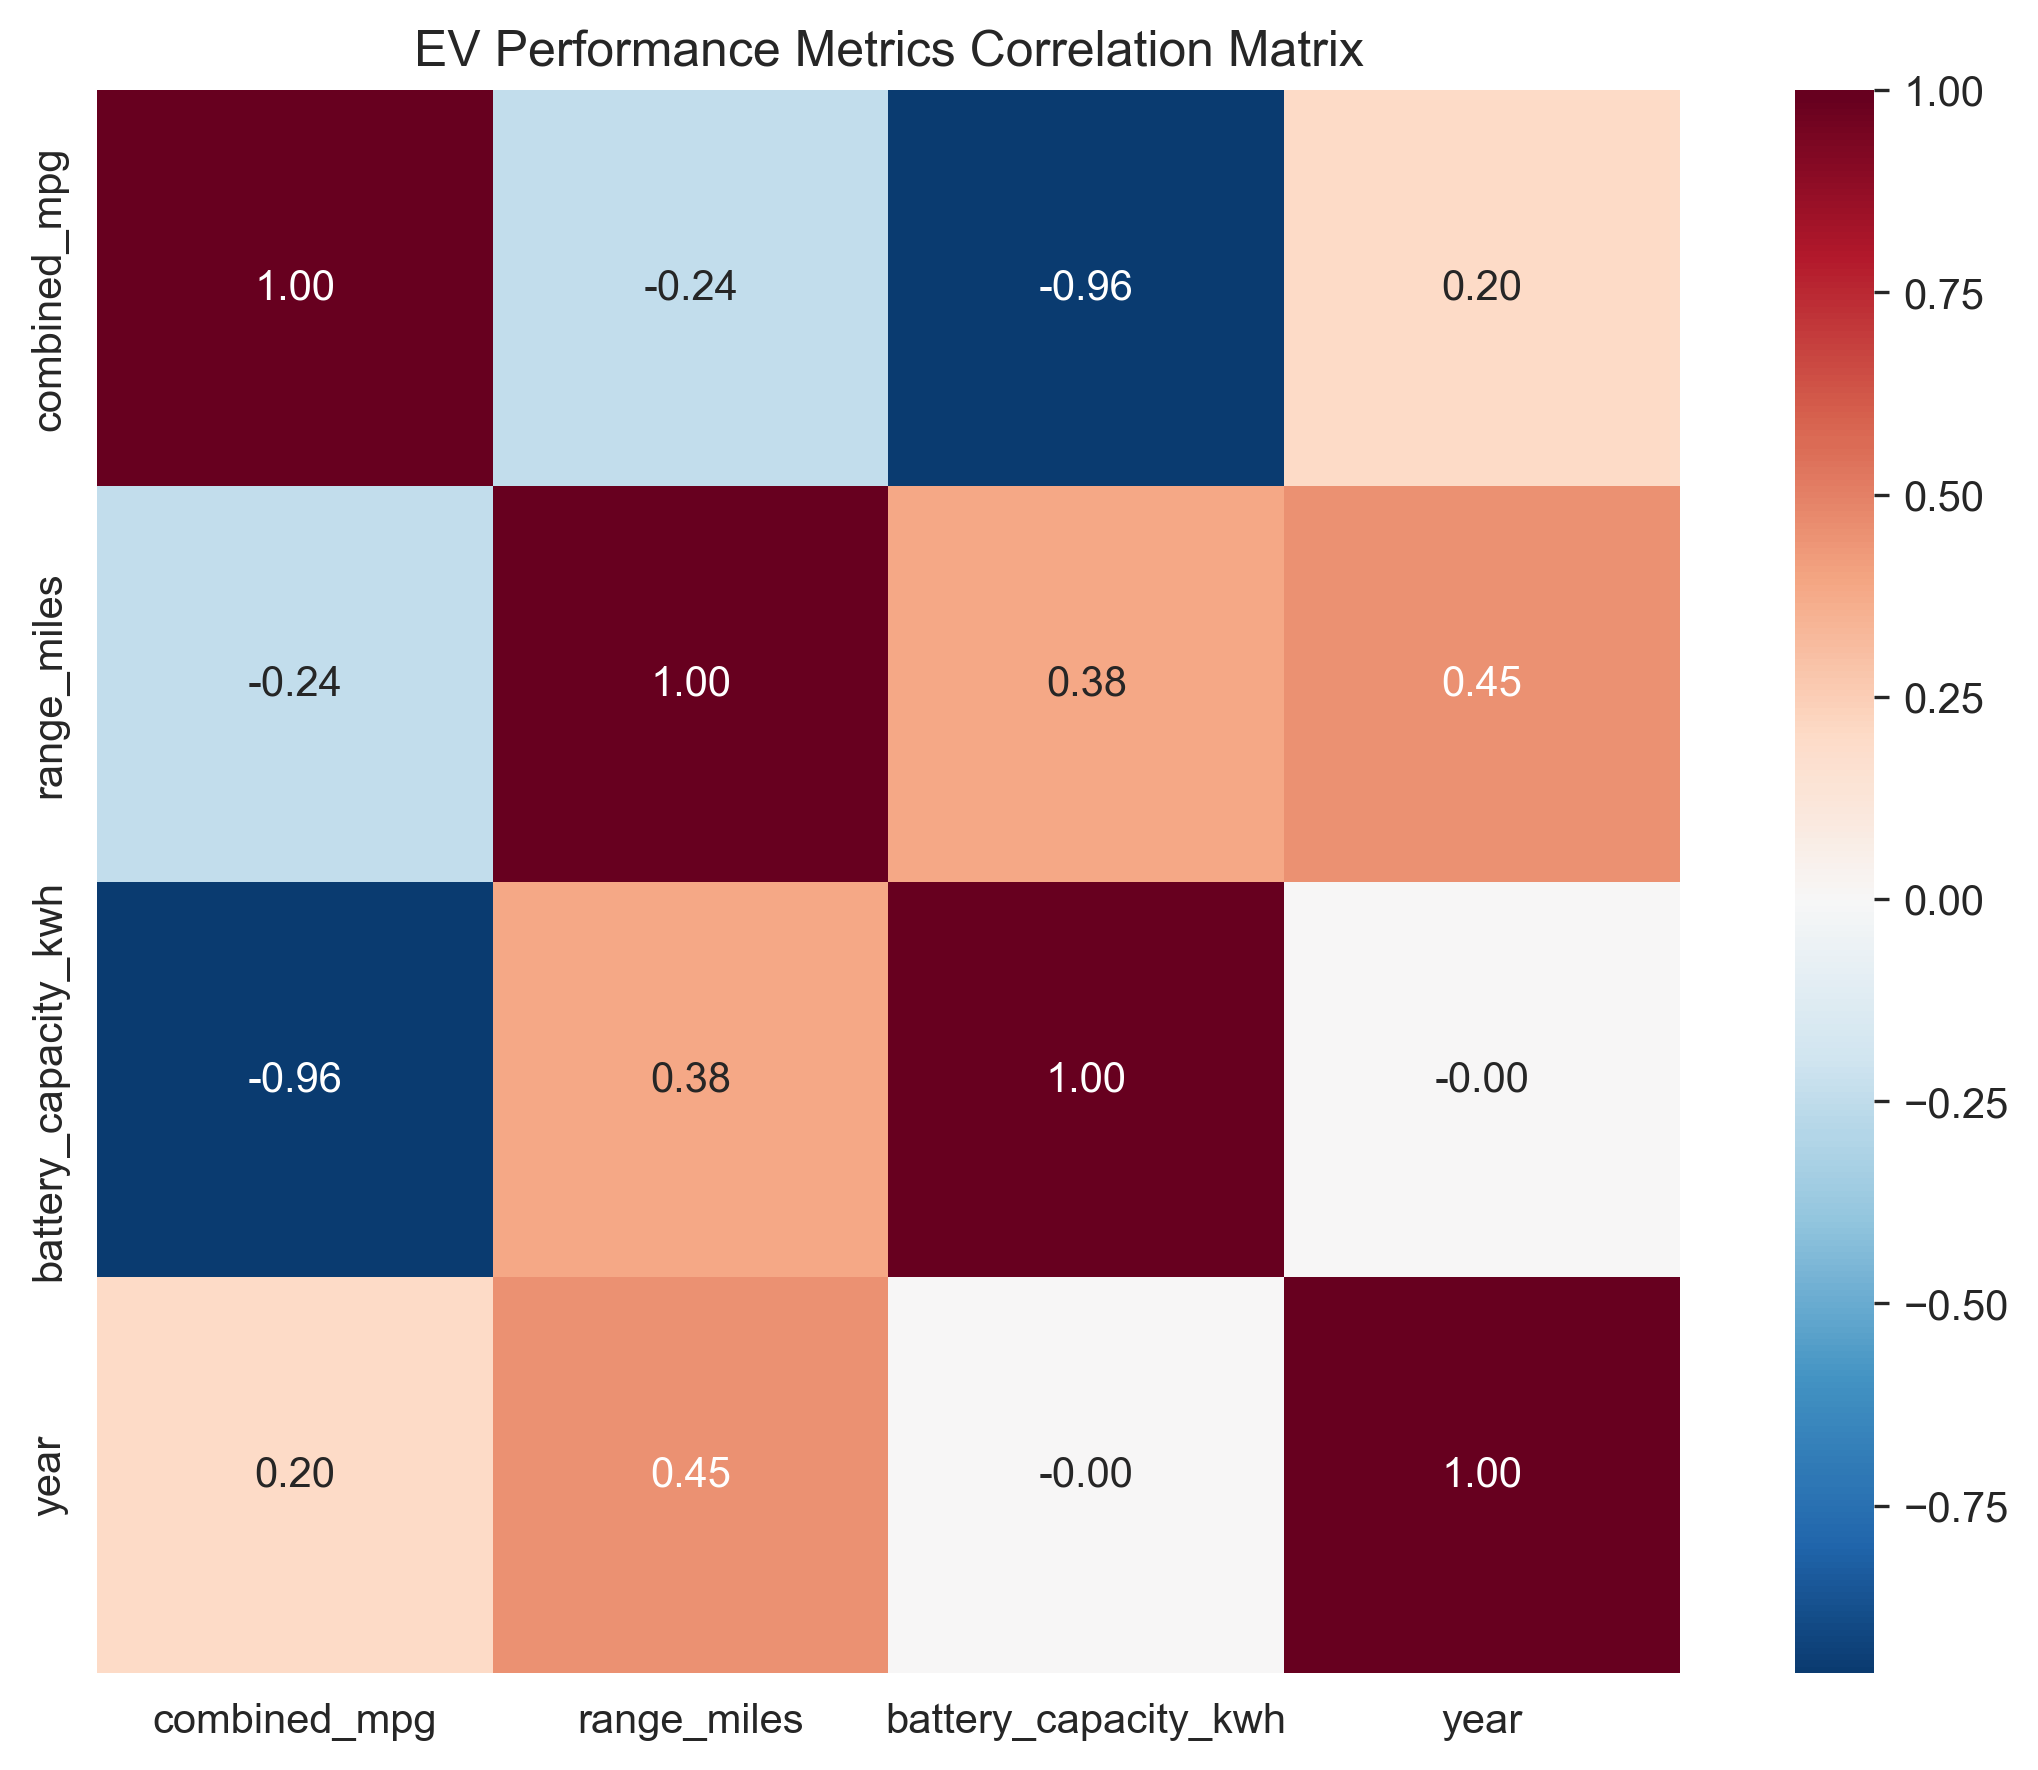 EV Performance Metrics Correlation Matrix
combined_mpg
1.00 -0.24 -0.96 0.20
range_miles
-0.24 1.00 0.38 0.45
battery_capacity_kwh
-0.96 0.38 1.00 -0.00
year
0.20 0.45 -0.00 1.00
combined_mpg range_miles battery_capacity_kwh year
1.00
0.75
0.50
0.25
0.00
−0.25
−0.50
−0.75